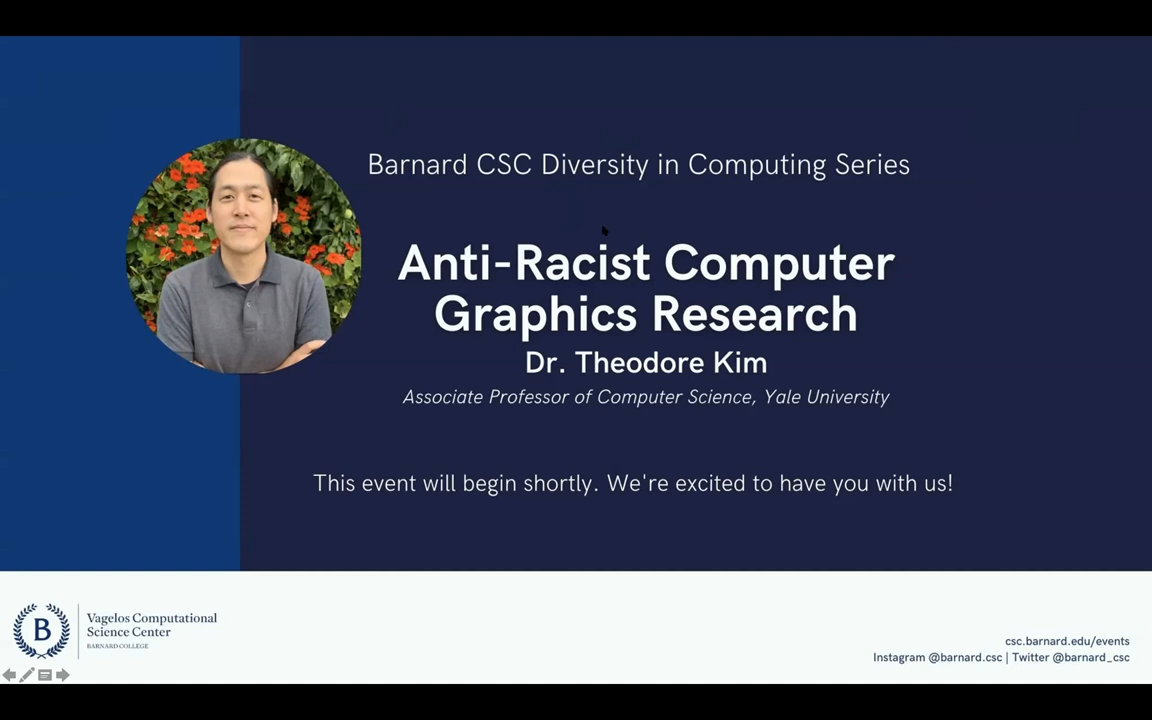 Barnard CSC Diversity in Computing Series
Anti-Racist Computer
Graphics Research
Dr. Theodore Kim
Associate Professor of Computer Science, Yale University
This event will begin shortly. We're excited to have you with us!
B
Vagelos Computational
Science Center
BARNARD COLLEGE
csc.barnard.edu/events
Instagram @barnard.csc | Twitter @barnard_csc